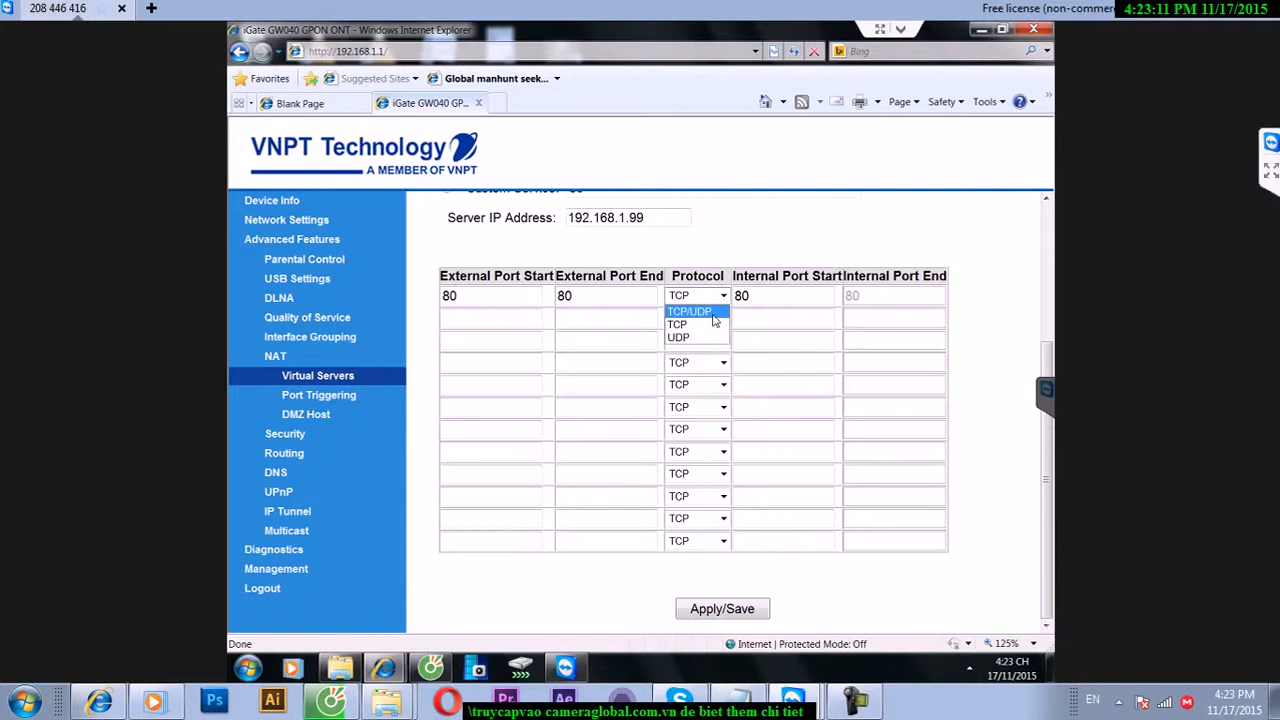 208 446 416
Free license (non-commer
4:23:11 PM 11/17/2015
iGate GW040 GPON ONT - Windows Internet Explorer
http://192.168.1.1/
Bing
Favorites
Suggested Sites
Global manhunt seek...
Blank Page
iGate GW040 GP...
Page
Safety
Tools
VNPT Technology
A MEMBER OF VNPT
Device Info
Network Settings
Advanced Features
Parental Control
USB Settings
DLNA
Quality of Service
Interface Grouping
NAT
Virtual Servers
Port Triggering
DMZ Host
Security
Routing
DNS
UPnP
IP Tunnel
Multicast
Diagnostics
Management
Logout
Server IP Address: 192.168.1.99
External Port Start External Port End Protocol Internal Port Start Internal Port End
80 80 TCP 80 80
TCP/UDP
TCP
UDP
TCP
TCP
TCP
TCP
TCP
TCP
TCP
TCP
TCP
Apply/Save
Done
Internet | Protected Mode: Off
125%
4:23 CH
17/11/2015
Ps
Ai
Pr
Ae
EN
4:23 PM
11/17/2015
\truycapvao cameraglobal.com.vn de biet them chi tiet